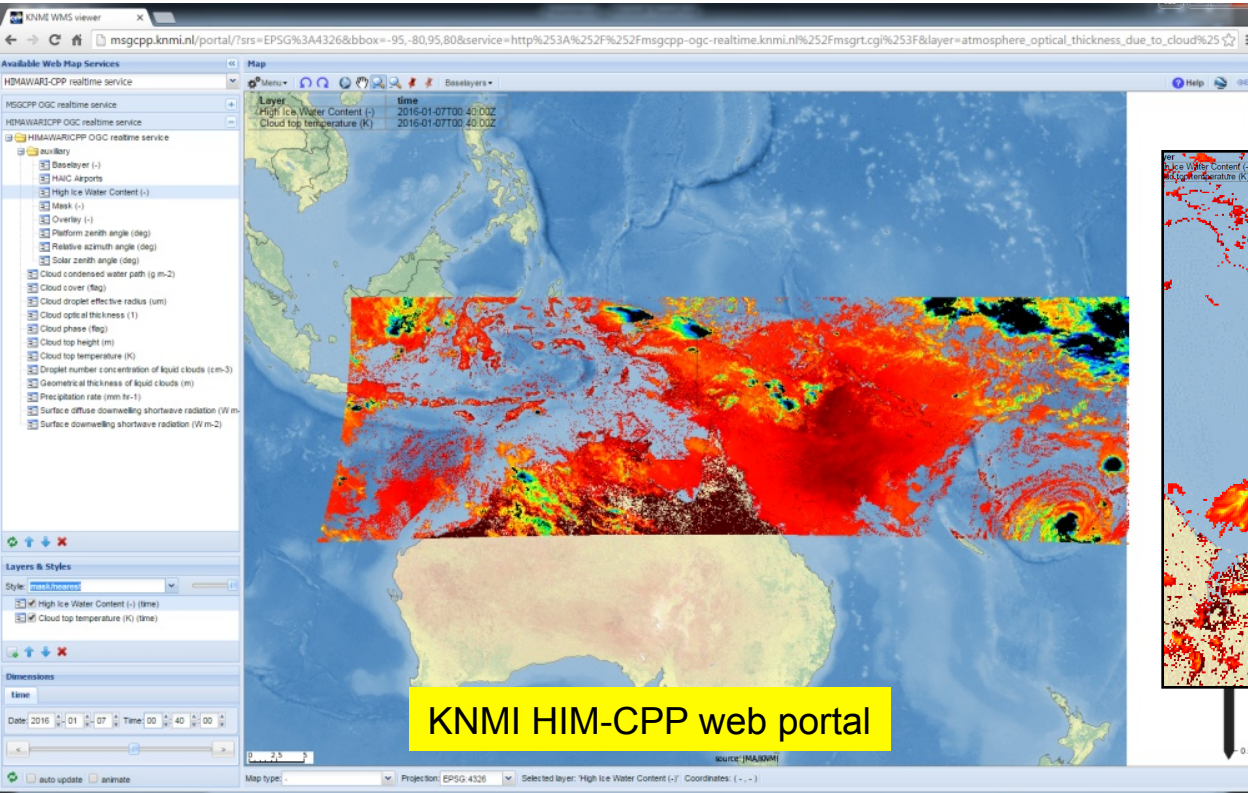 KNMI WMS viewer
msgcpp.knmi.nl/portal/?srs=EPSG%3A4326&bbox=-95,-80,95,80&service=http%253A%252F%252Fmsgcpp-ogc-realtime.knmi.nl%252Fmsgrt.cgi%253F&layer=atmosphere_optical_thickness_due_to_cloud%25
Available Web Map Services
Map
HIMAWARI-CPP realtime service
Menu
Baselayers
Help
MSGCPP OGC realtime service
HIMAWARICPP OGC realtime service
HIMAWARICPP OGC realtime service
auxiliary
Baselayer (-)
HAIC Airports
High Ice Water Content (-)
Mask (-)
Overlay (-)
Platform zenith angle (deg)
Relative azimuth angle (deg)
Solar zenith angle (deg)
Cloud condensed water path (g m-2)
Cloud cover (flag)
Cloud droplet effective radius (um)
Cloud optical thickness (1)
Cloud phase (flag)
Cloud top height (m)
Cloud top temperature (K)
Droplet number concentration of liquid clouds (cm-3)
Geometrical thickness of liquid clouds (m)
Precipitation rate (mm hr-1)
Surface diffuse downwelling shortwave radiation (W m-
Surface downwelling shortwave radiation (W m-2)
Layer time
High Ice Water Content (-) 2016-01-07T00:40:00Z
Cloud top temperature (K) 2016-01-07T00:40:00Z
yer
Ice Water Content (-
top temperature (K
Layers & Styles
Style: mask/nearest
High Ice Water Content (-) (time)
Cloud top temperature (K) (time)
Dimensions
time
Date: 2016 - 01 - 07 Time: 00 : 40 : 00
< >
auto update animate
KNMI HIM-CPP web portal
0 2,5 5
source: JMA/KNMI
0.
Map type: - Projection: EPSG:4326 Selected layer: 'High Ice Water Content (-)' Coordinates: ( - , - )